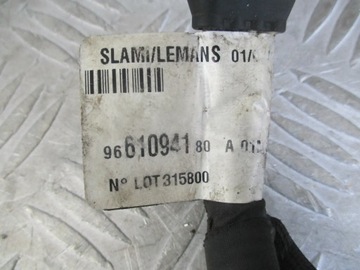 SLAMI/LEMANS 01/
96 610941 80 A 01
N° LOT 315800